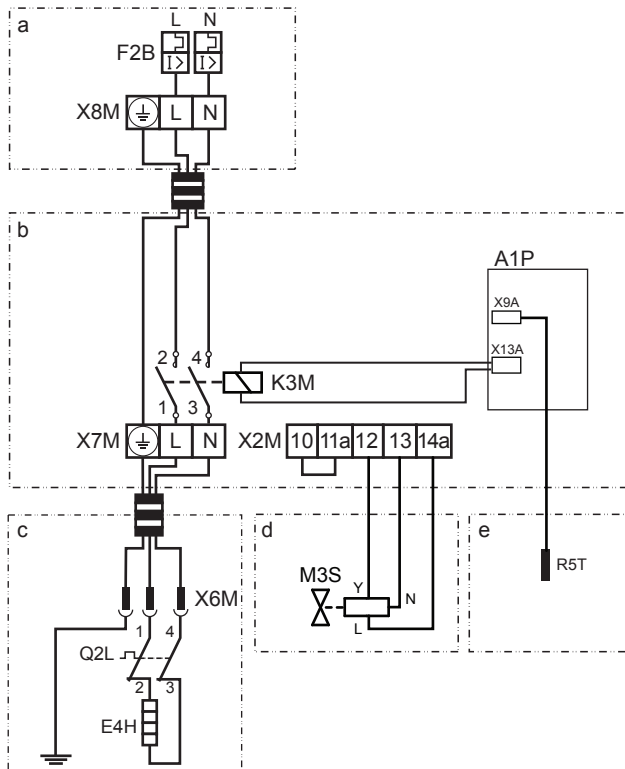 a
L N
F2B
I> I>
X8M L N
b
A1P
X9A
X13A
2 4
K3M
1 3
X7M L N X2M 10 11a 12 13 14a
c
d
e
X6M
M3S Y N
L
R5T
1 4
Q2L
2 3
E4H